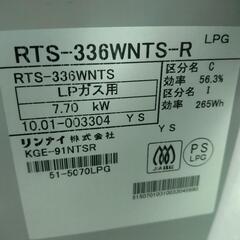 RTS-336WNTS-R LPG
RTS-336WNTS
LPガス用
7.70 kW
10.01-003304 YS
Y S
区分名 C
効率 56.3%
区分名 I
効率 265Wh
リンナイ株式会社
KGE-91NTSR
51-5070LPG
JIA
PS
LPG